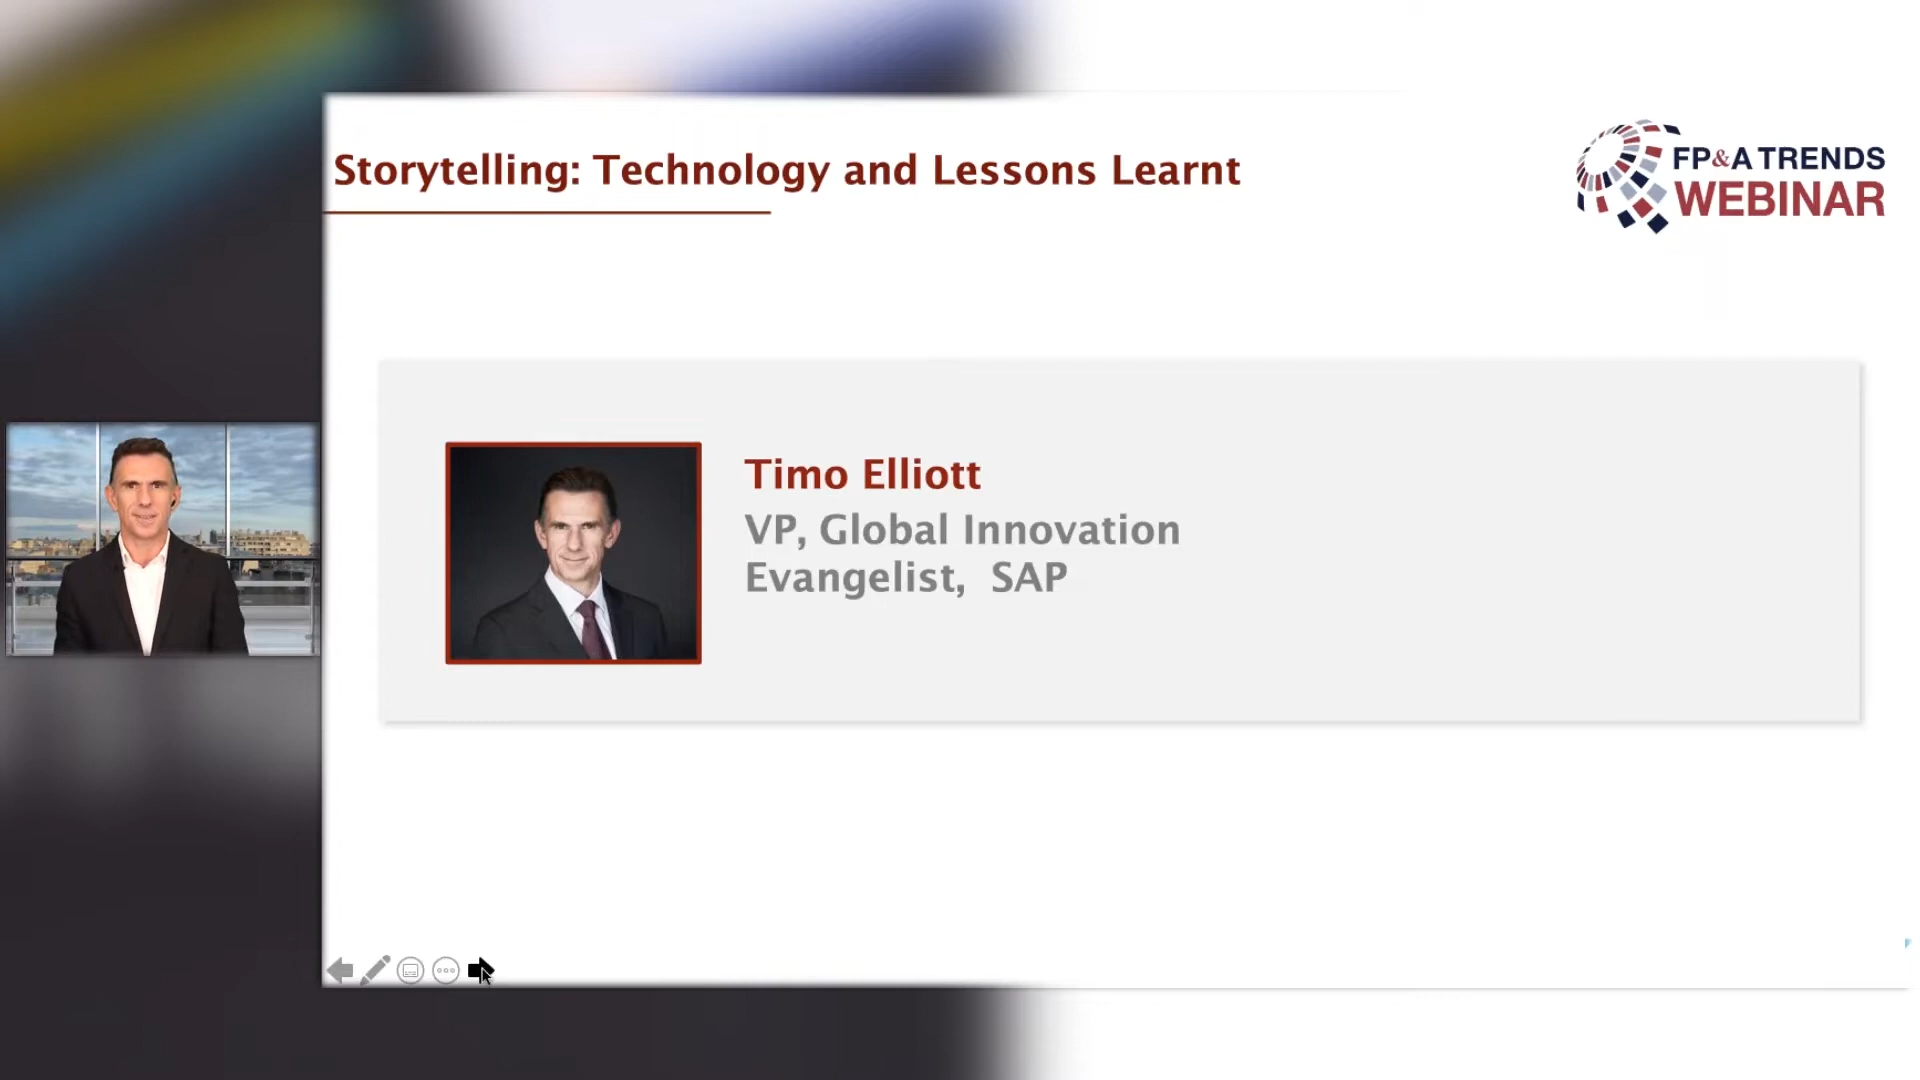 Storytelling: Technology and Lessons Learnt
FP&A TRENDS
WEBINAR
Timo Elliott
VP, Global Innovation
Evangelist, SAP